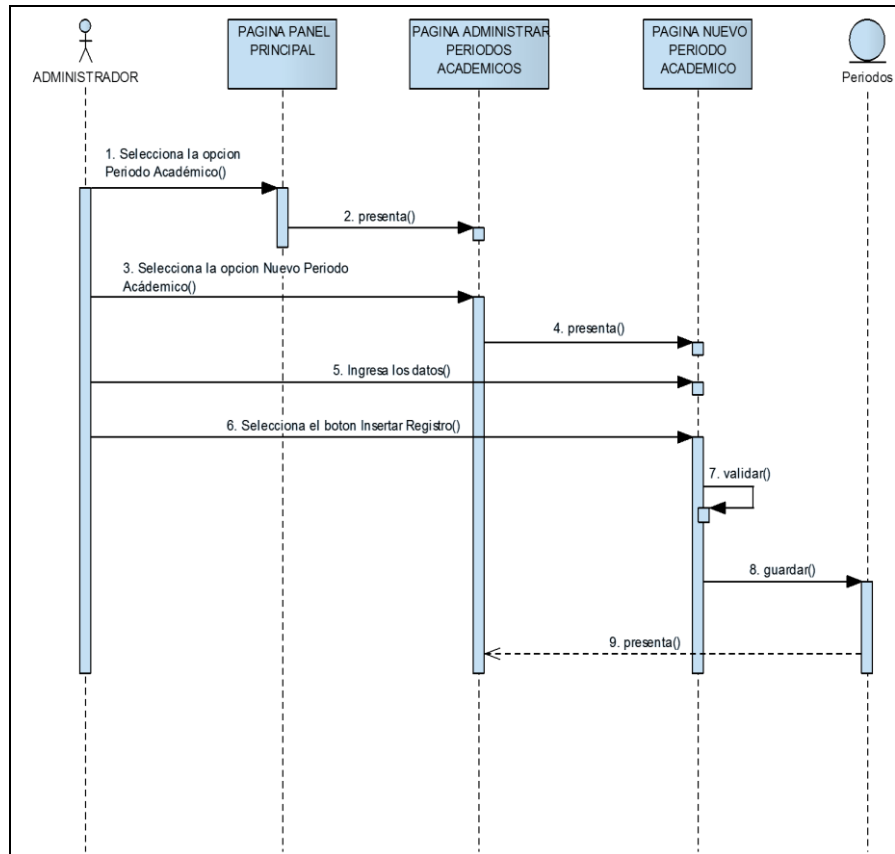 ADMINISTRADOR
PAGINA PANEL
PRINCIPAL
PAGINA ADMINISTRAR
PERIODOS
ACADEMICOS
PAGINA NUEVO
PERIODO
ACADEMICO
Periodos
1. Selecciona la opcion
Periodo Académico()
2. presenta()
3. Selecciona la opcion Nuevo Periodo
Acádemico()
4. presenta()
5. Ingresa los datos()
6. Selecciona el boton Insertar Registro()
7. validar()
8. guardar()
9. presenta()